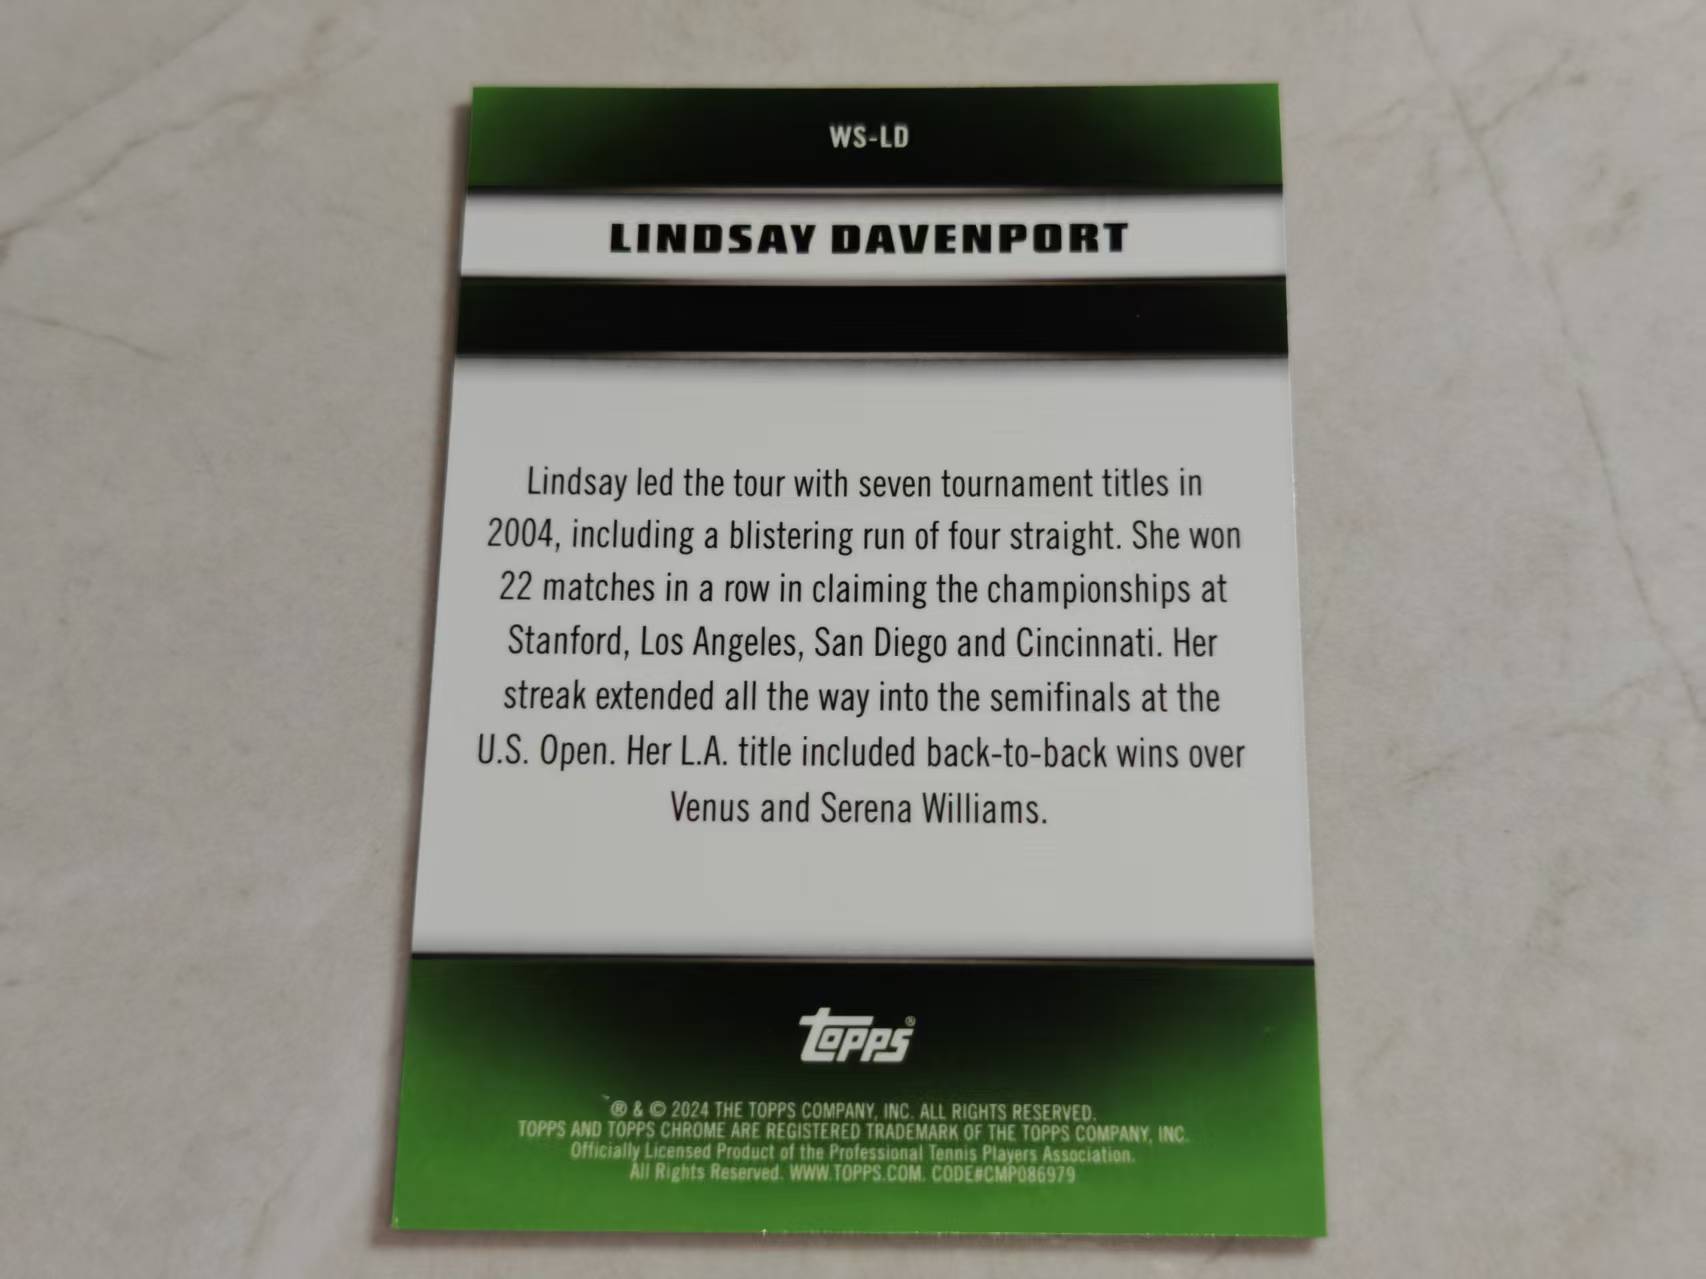 WS-LD
LINDSAY DAVENPORT
Lindsay led the tour with seven tournament titles in
2004, including a blistering run of four straight. She won
22 matches in a row in claiming the championships at
Stanford, Los Angeles, San Diego and Cincinnati. Her
streak extended all the way into the semifinals at the
U.S. Open. Her L.A. title included back-to-back wins over
Venus and Serena Williams.
topps®
® & © 2024 THE TOPPS COMPANY, INC. ALL RIGHTS RESERVED.
TOPPS AND TOPPS CHROME ARE REGISTERED TRADEMARK OF THE TOPPS COMPANY, INC.
Officially Licensed Product of the Professional Tennis Players Association.
All Rights Reserved. WWW.TOPPS.COM. CODE#CMP086979